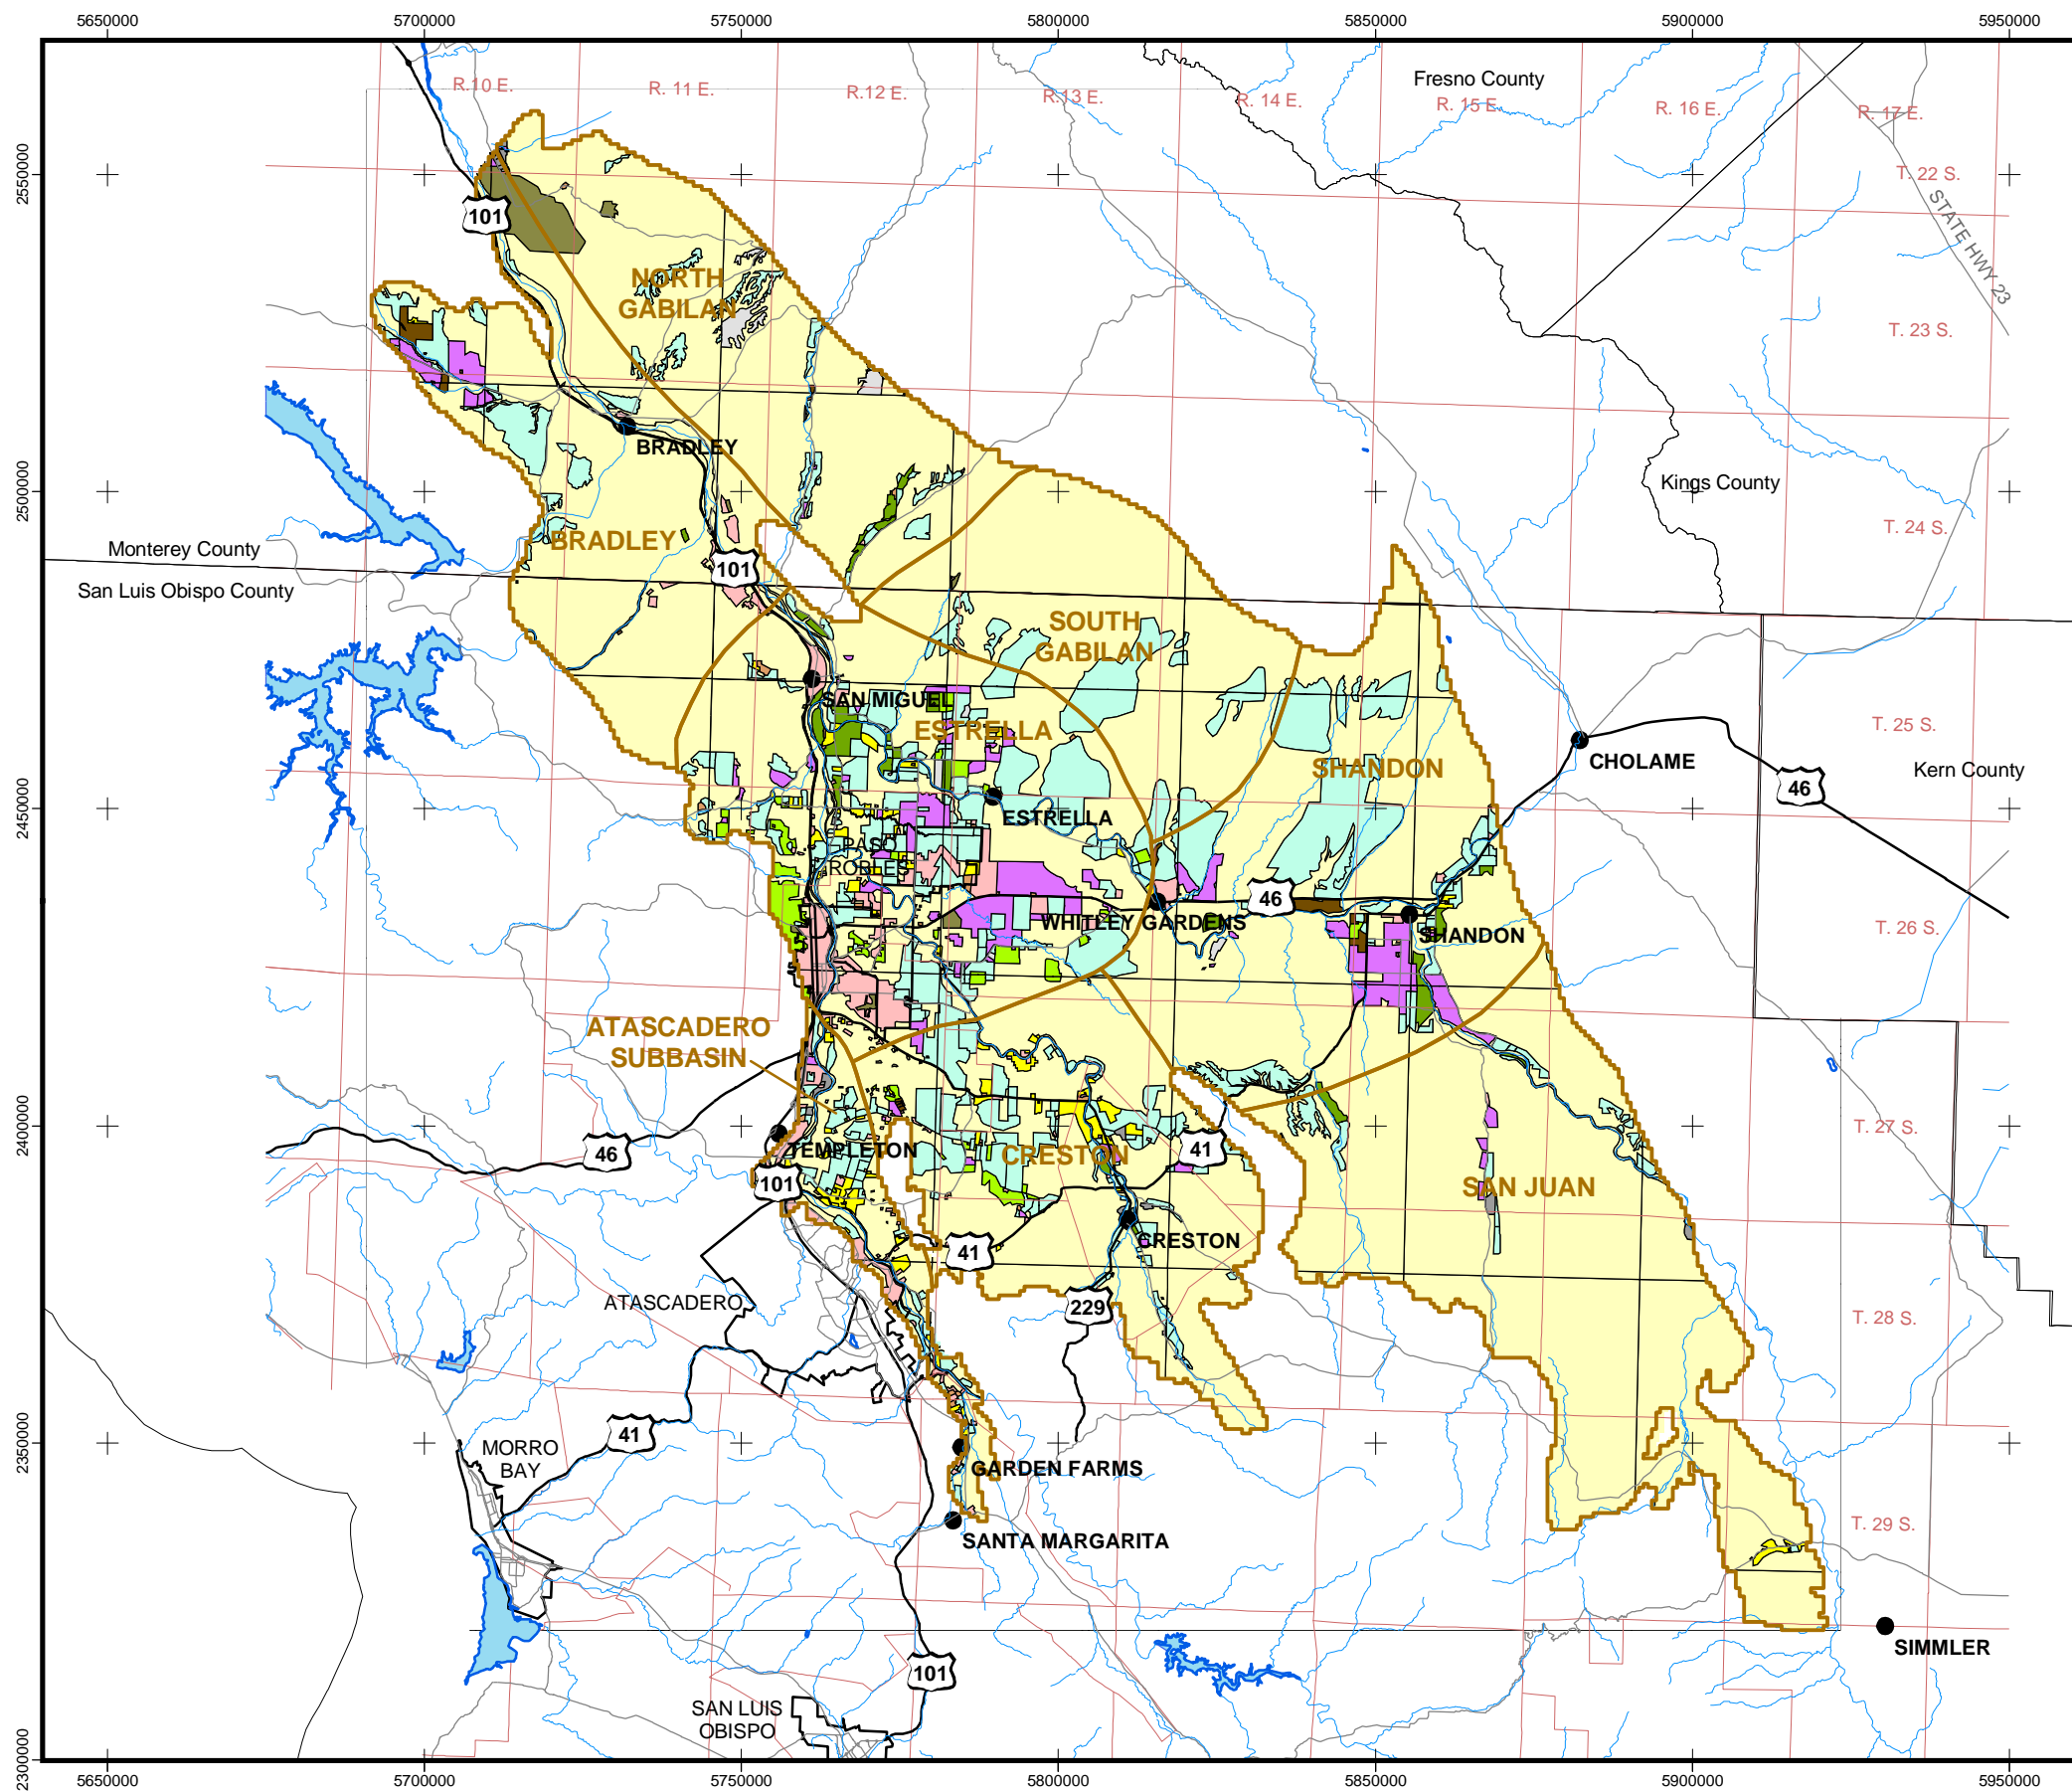 5650000 5700000 5750000 5800000 5850000 5900000 5950000
Fresno County
R.10 E. R. 11 E. R.12 E. R.13 E. R. 14 E. R. 15 E. R. 16 E. R. 17 E.
2550000
T. 22 S.
101
STATE HWY 23
NORTH
GABILAN
T. 23 S.
BRADLEY
2500000
Kings County
T. 24 S.
BRADLEY
Monterey County
101
San Luis Obispo County
SOUTH
GABILAN
SAN MIGUEL
ESTRELLA
T. 25 S.
CHOLAME
SHANDON
Kern County
46
2450000
ESTRELLA
PASO
ROBLES
46
WHITLEY GARDENS
SHANDON
T. 26 S.
ATASCADERO
SUBBASIN
2400000
T. 27 S.
46
TEMPLETON
41
CRESTON
101
SAN JUAN
CRESTON
41
ATASCADERO
229
T. 28 S.
2350000
41
MORRO
BAY
GARDEN FARMS
T. 29 S.
SANTA MARGARITA
SIMMLER
101
SAN LUIS
OBISPO
2300000
5650000 5700000 5750000 5800000 5850000 5900000 5950000